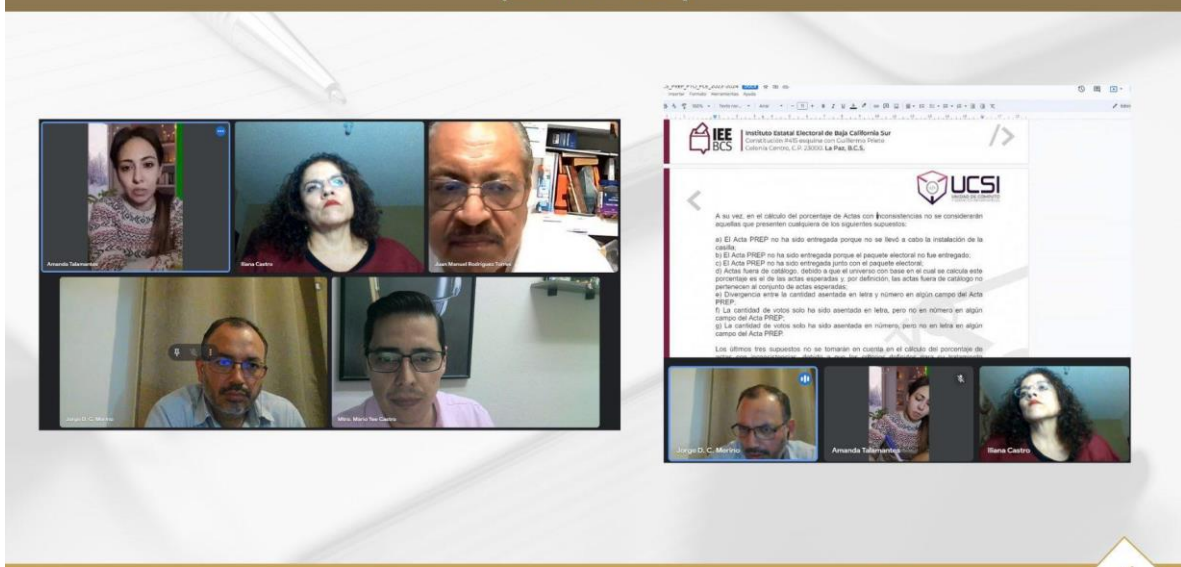 Amanda Talamantes
Iliana Castro
Juan Manuel Rodríguez Torres
Jorge D. C. Merino
Mtro. Mario Yee Castro
Insertar Formato Herramientas Ayuda
100%
Arial
IEE
BCS
Instituto Estatal Electoral de Baja California Sur
Constitución #415 esquina con Guillermo Prieto
Colonia Centro, C.P. 23000. La Paz, B.C.S.
UCSI
A su vez, en el cálculo del porcentaje de Actas con inconsistencias no se considerarán
aquellas que presenten cualquiera de los siguientes supuestos:
a) El Acta PREP no ha sido entregada porque no se llevó a cabo la instalación de la
casilla;
b) El Acta PREP no ha sido entregada porque el paquete electoral no fue entregado;
c) El Acta PREP no ha sido entregada junto con el paquete electoral;
d) Actas fuera de catálogo, debido a que el universo con base en el cual se calcula este
porcentaje es el de las actas esperadas y, por definición, las actas fuera de catálogo no
pertenecen al conjunto de actas esperadas;
e) Divergencia entre la cantidad asentada en letra y número en algún campo del Acta
PREP;
f) La cantidad de votos solo ha sido asentada en letra, pero no en número en algún
campo del Acta PREP;
g) La cantidad de votos solo ha sido asentada en número, pero no en letra en algún
campo del Acta PREP.
Los últimos tres supuestos no se tomarán en cuenta en el cálculo del porcentaje de
Jorge D. C. Merino
Amanda Talamantes
Iliana Castro